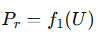 P_r = f_1(U)